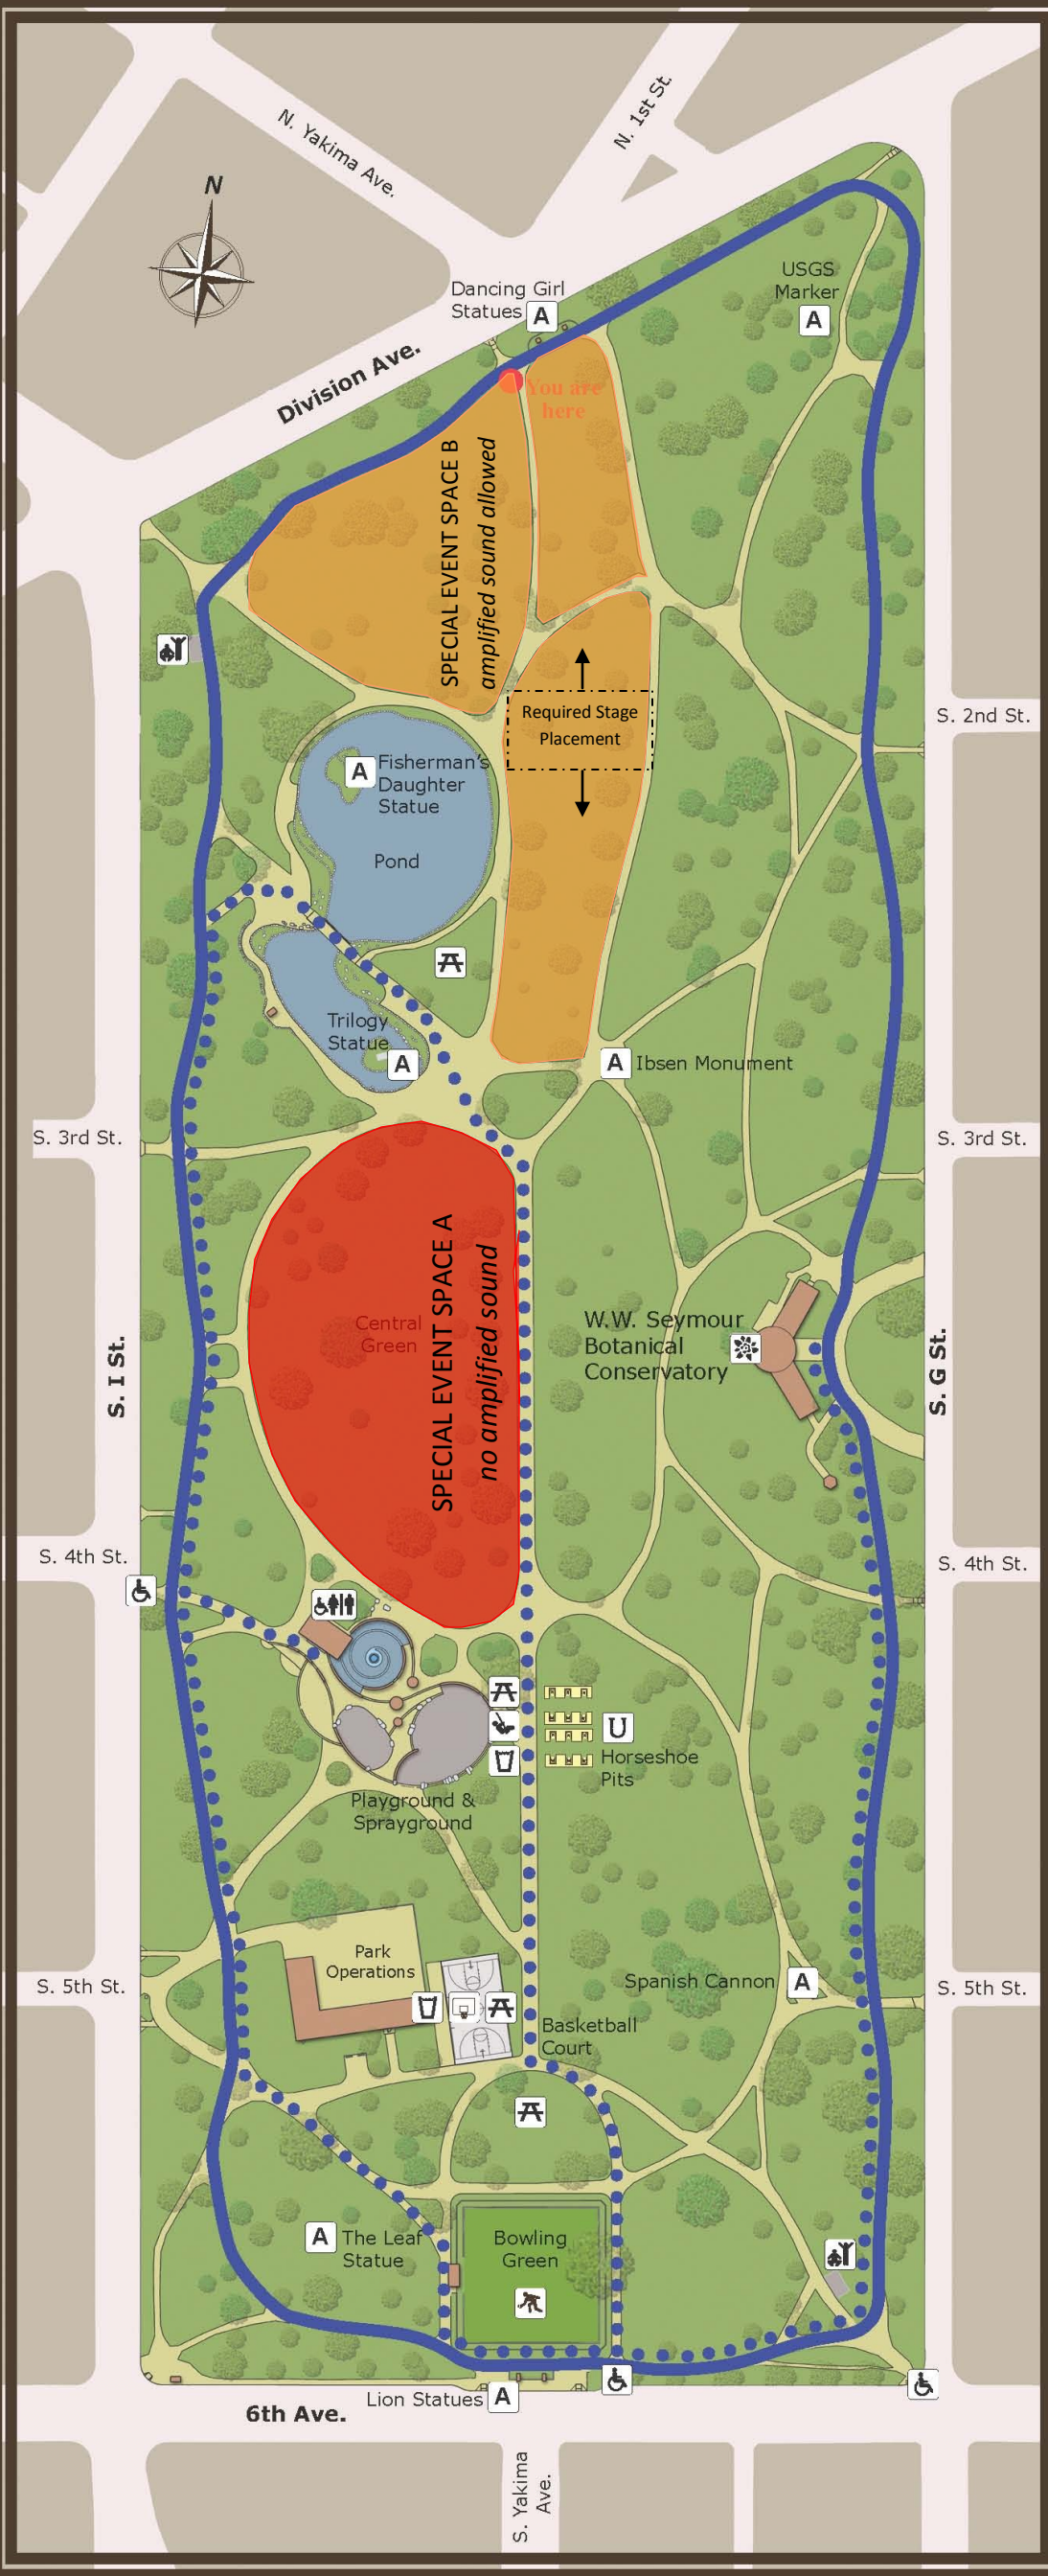 N. Yakima Ave.
N. 1st St.
N
USGS
Marker
A
Dancing Girl
Statues
A
Division Ave.
You are
here
SPECIAL EVENT SPACE B
amplified sound allowed
Required Stage
Placement
S. 2nd St.
A
Fisherman's
Daughter
Statue
Pond
Trilogy
Statue
A
A
Ibsen Monument
S. 3rd St.
S. 3rd St.
SPECIAL EVENT SPACE A
no amplified sound
Central
Green
W.W. Seymour
Botanical
Conservatory
S. I St.
S. G St.
S. 4th St.
S. 4th St.
Horseshoe
Pits
Playground &
Sprayground
Park
Operations
S. 5th St.
Spanish Cannon
A
S. 5th St.
Basketball
Court
A
The Leaf
Statue
Bowling
Green
Lion Statues
A
6th Ave.
S. Yakima
Ave.